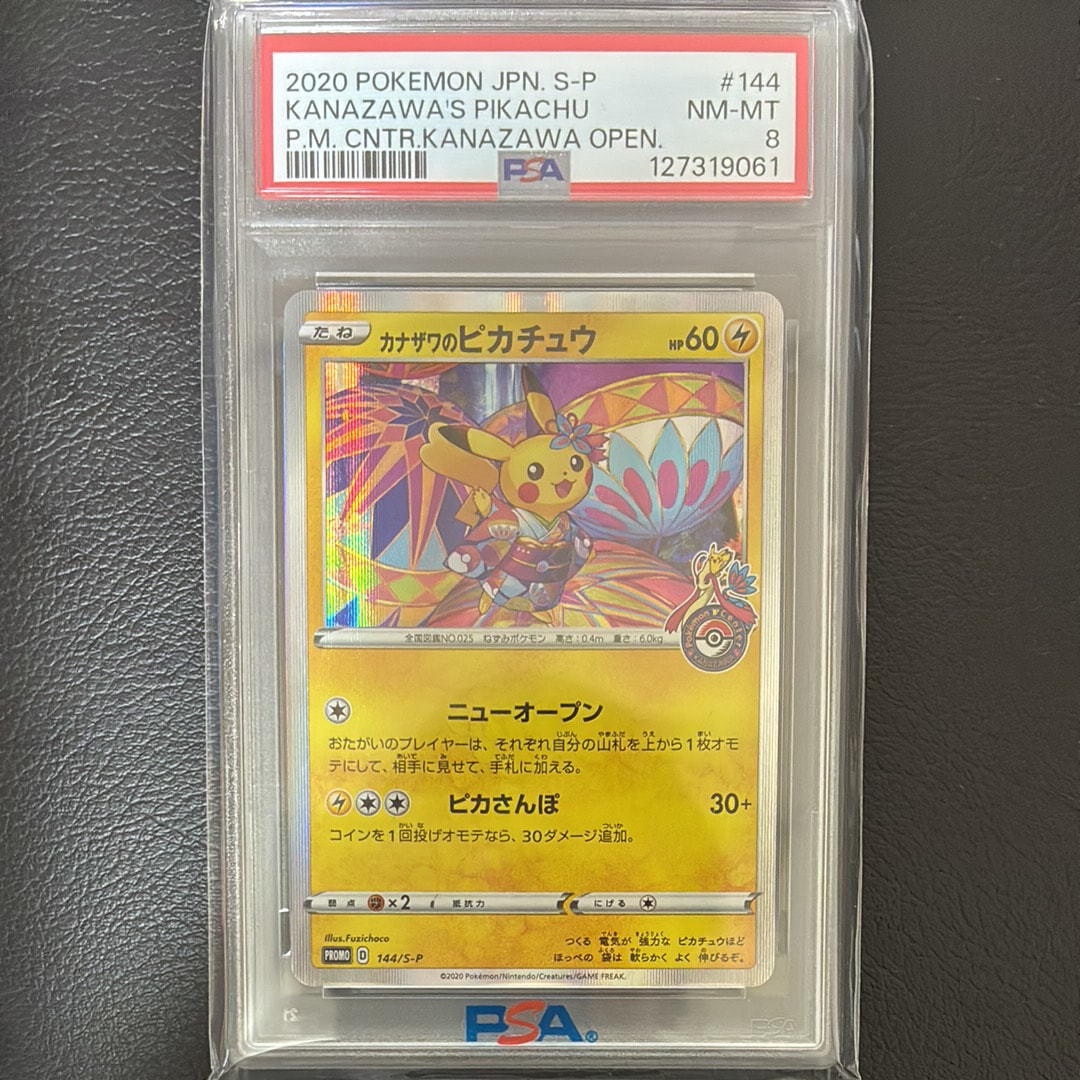 2020 POKEMON JPN. S-P #144
KANAZAWA'S PIKACHU NM-MT
P.M. CNTR.KANAZAWA OPEN. 8
PSA 127319061
たね カナザワのピカチュウ HP60
Pokémon Center
KANAZAWA
全国図鑑NO.025 ねずみポケモン 高さ:0.4m 重さ:6.0kg
ニューオープン
おたがいのプレイヤーは、それぞれ自分の山札を上から1枚オモ
テにして、相手に見せて、手札に加える。
ピカさんぽ 30+
コインを1回投げオモテなら、30ダメージ追加。
弱点 ×2 抵抗力 にげる
illus.Fuzichoco
つくる 電気が 強力な ピカチュウほど
ほっぺの 袋は 軟らかく よく 伸びるぞ。
PROMO D 144/S-P
©2020 Pokémon/Nintendo/Creatures/GAME FREAK.
PSA®
21
PSA